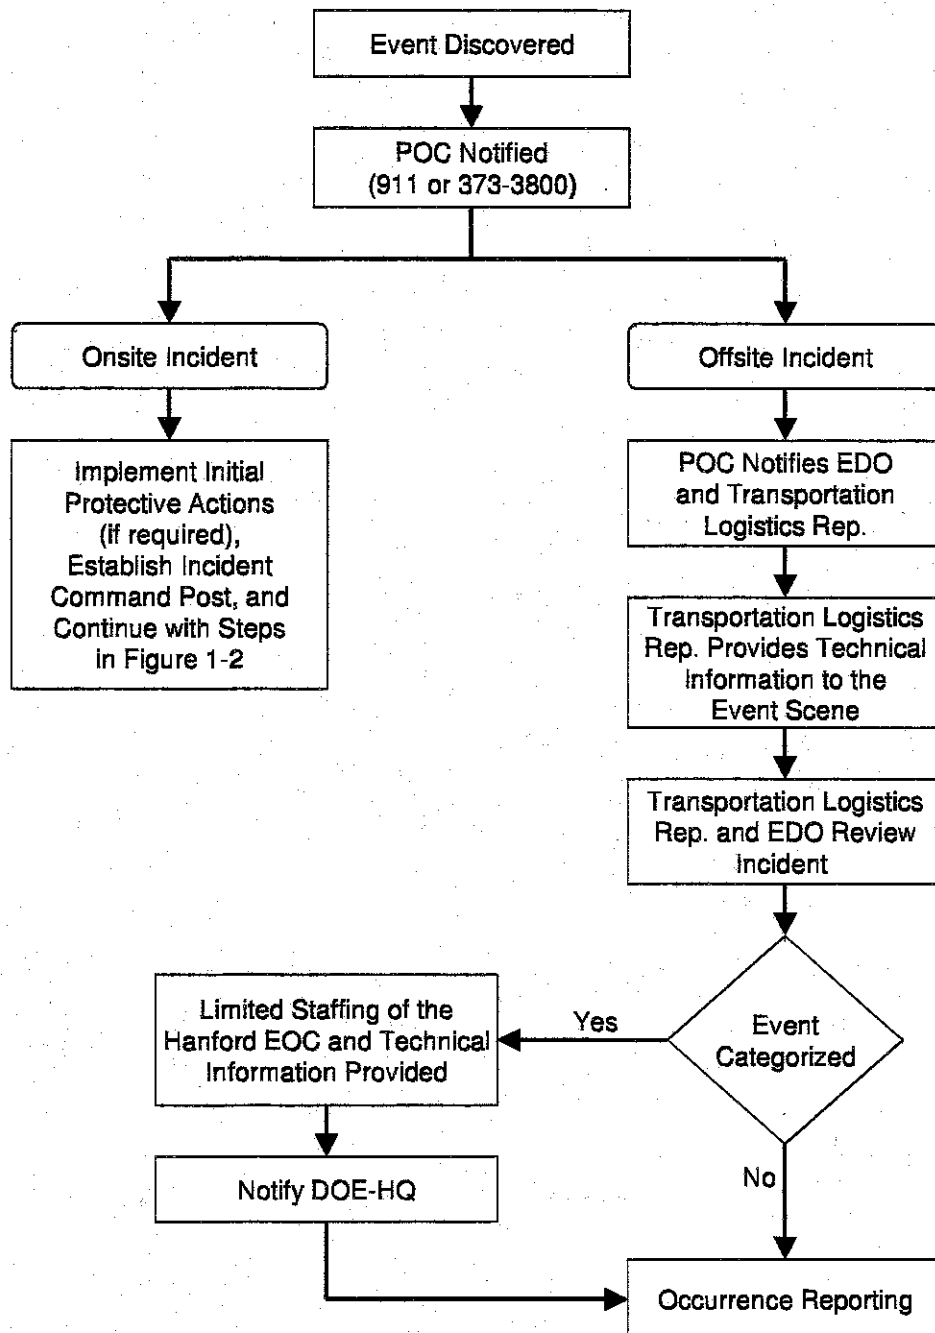 Event Discovered
POC Notified
(911 or 373-3800)
Onsite Incident
Offsite Incident
Implement Initial
Protective Actions
(if required),
Establish Incident
Command Post, and
Continue with Steps
in Figure 1-2
POC Notifies EDO
and Transportation
Logistics Rep.
Transportation Logistics
Rep. Provides Technical
Information to the
Event Scene
Transportation Logistics
Rep. and EDO Review
Incident
Event
Categorized
Yes
Limited Staffing of the
Hanford EOC and Technical
Information Provided
Notify DOE-HQ
No
Occurrence Reporting